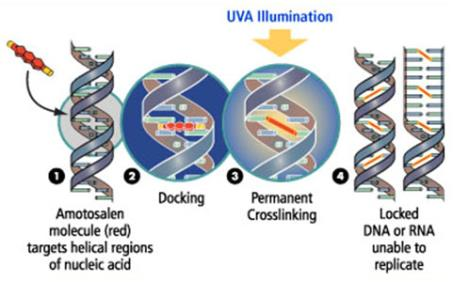 UVA Illumination
1
2
3
4
Amotosalen
molecule (red)
targets helical regions
of nucleic acid
Docking
Permanent
Crosslinking
Locked
DNA or RNA
unable to
replicate